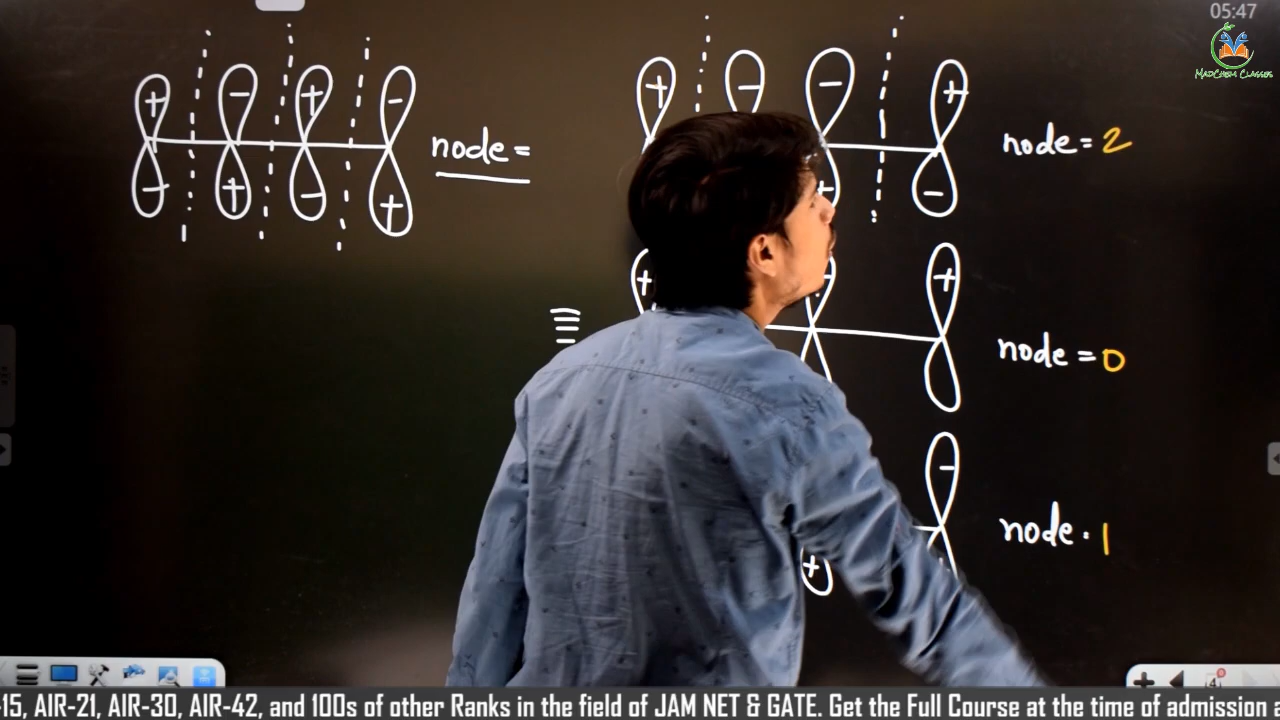 05:47
MADCHEM CLASSES
+ - + -
- + - +
node =
+ - +
+ -
node = 2
+ +
node = 0
-
node = 1
+
-15, AIR-21, AIR-30, AIR-42, and 100s of other Ranks in the field of JAM NET & GATE. Get the Full Course at the time of admission a